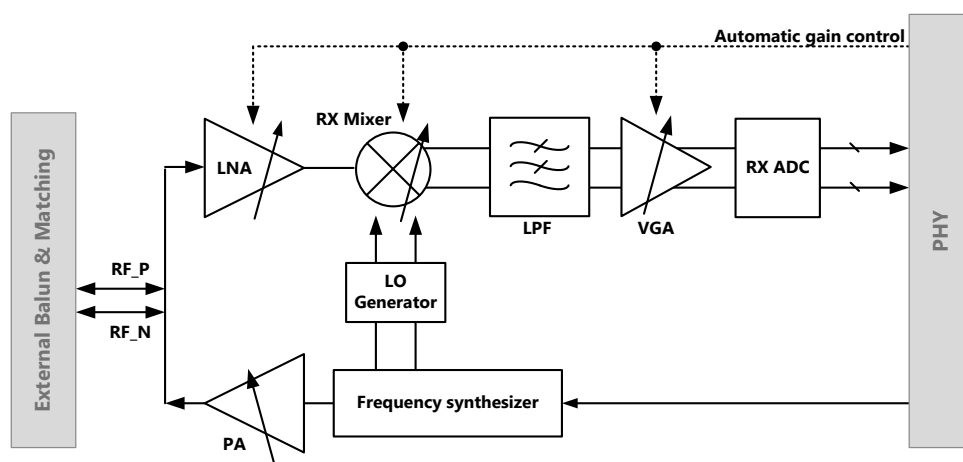 Automatic gain control
RX Mixer
LNA
RX ADC
LPF
VGA
PHY
External Balun & Matching
RF_P
RF_N
LO
Generator
Frequency synthesizer
PA